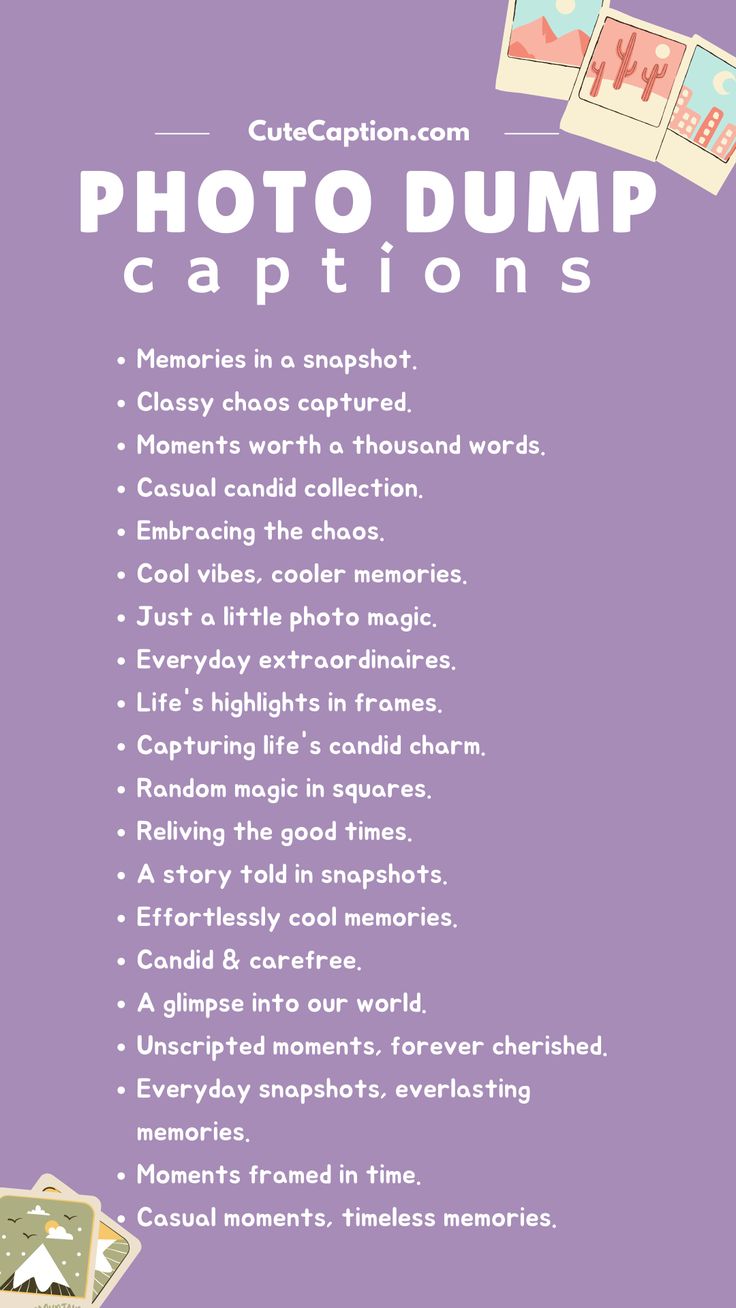 CuteCaption.com
PHOTO DUMP
captions
• Memories in a snapshot.
• Classy chaos captured.
• Moments worth a thousand words.
• Casual candid collection.
• Embracing the chaos.
• Cool vibes, cooler memories.
• Just a little photo magic.
• Everyday extraordinaires.
• Life's highlights in frames.
• Capturing life's candid charm.
• Random magic in squares.
• Reliving the good times.
• A story told in snapshots.
• Effortlessly cool memories.
• Candid & carefree.
• A glimpse into our world.
• Unscripted moments, forever cherished.
• Everyday snapshots, everlasting
memories.
• Moments framed in time.
• Casual moments, timeless memories.